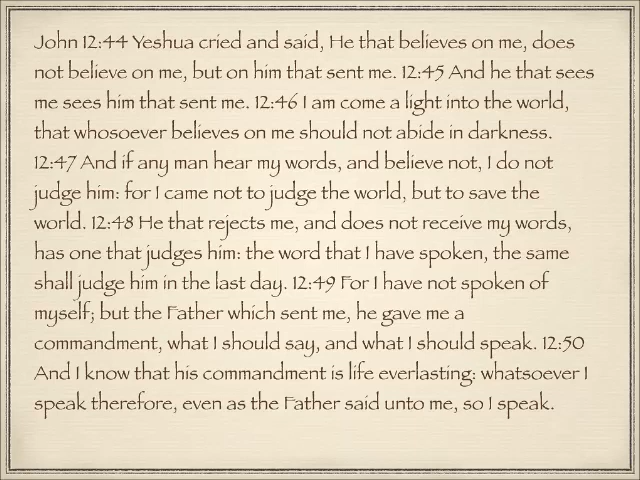 John 12:44 Yeshua cried and said, He that believes on me, does
not believe on me, but on him that sent me. 12:45 And he that sees
me sees him that sent me. 12:46 I am come a light into the world,
that whosoever believes on me should not abide in darkness.
12:47 And if any man hear my words, and believe not, I do not
judge him: for I came not to judge the world, but to save the
world. 12:48 He that rejects me, and does not receive my words,
has one that judges him: the word that I have spoken, the same
shall judge him in the last day. 12:49 For I have not spoken of
myself; but the Father which sent me, he gave me a
commandment, what I should say, and what I should speak. 12:50
And I know that his commandment is life everlasting: whatsoever I
speak therefore, even as the Father said unto me, so I speak.